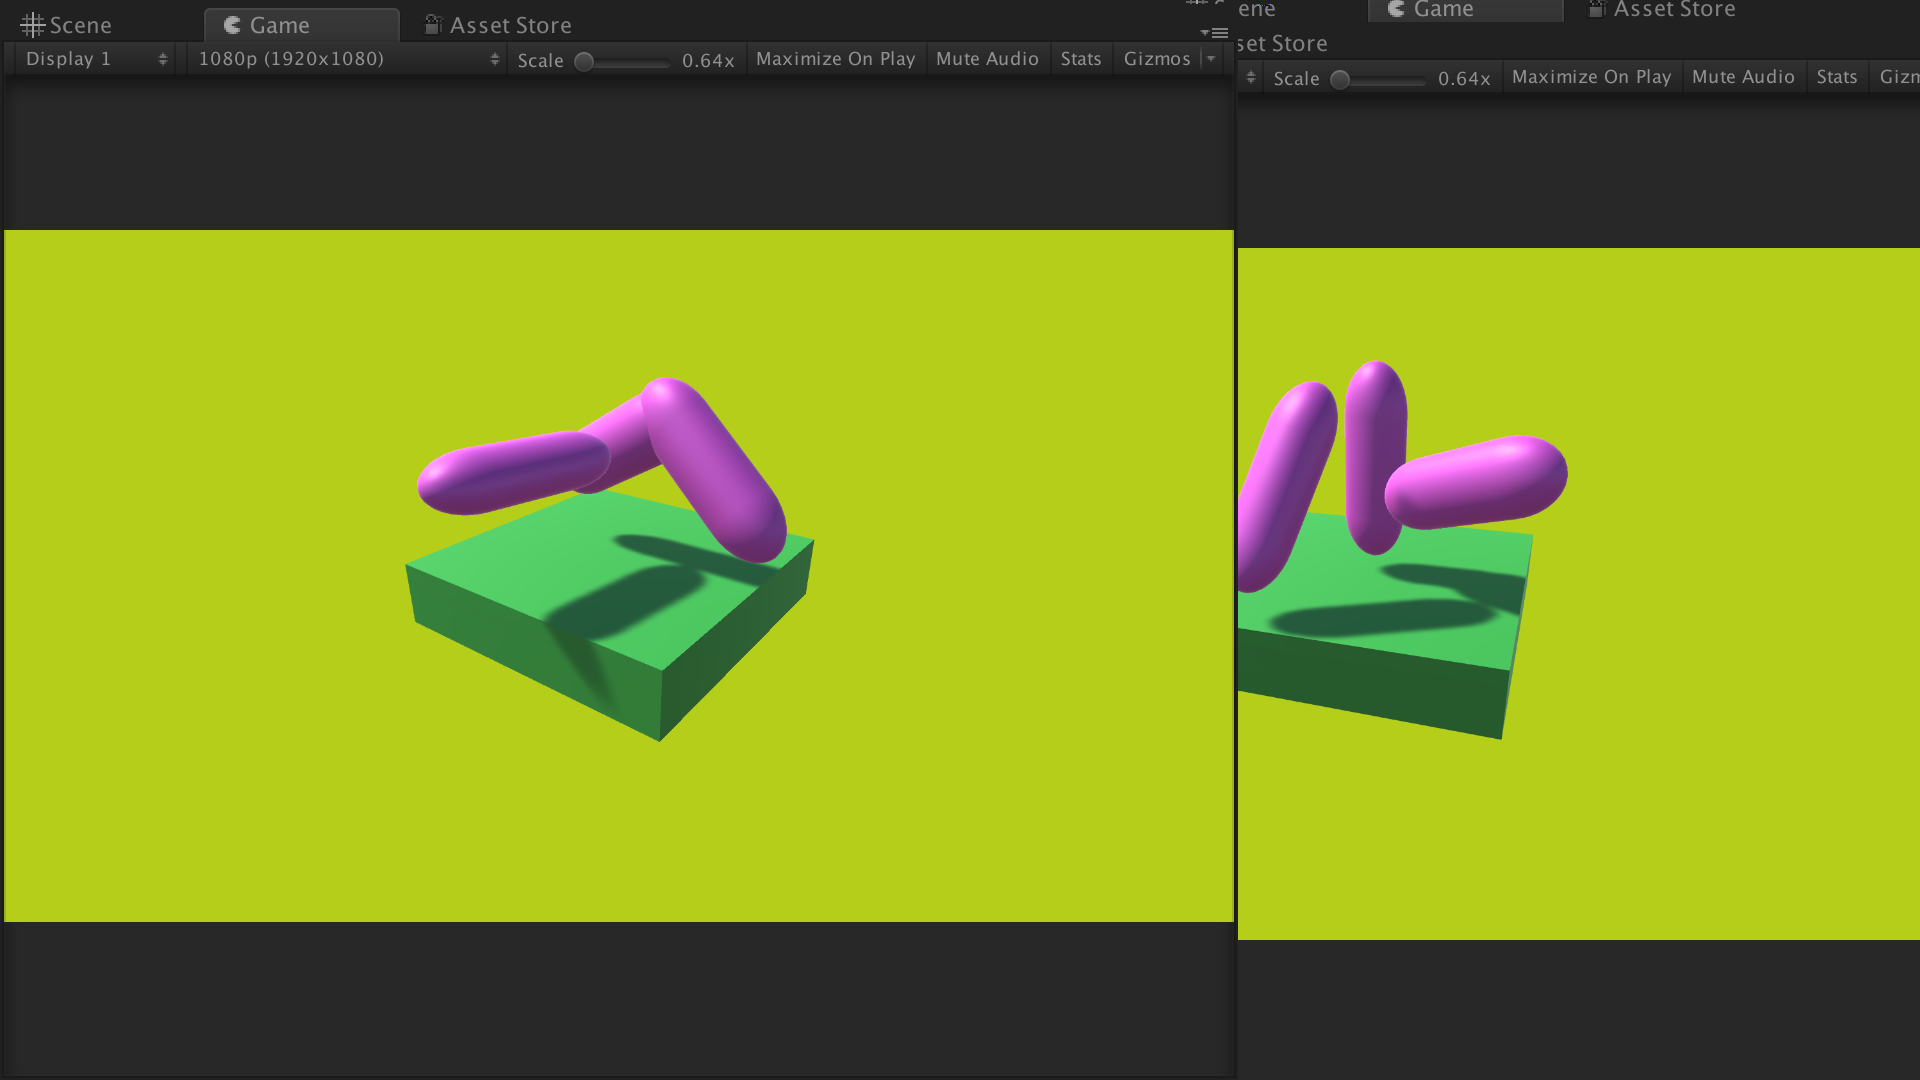 Scene Game Asset Store
Display 1 1080p (1920x1080) Scale 0.64x Maximize On Play Mute Audio Stats Gizmos
ene Game Asset Store
set Store
Scale 0.64x Maximize On Play Mute Audio Stats Gizm